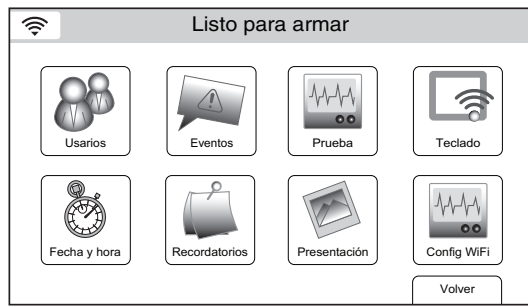 Listo para armar
Usarios
Eventos
Prueba
Teclado
Fecha y hora
Recordatorios
Presentación
Config WiFi
Volver